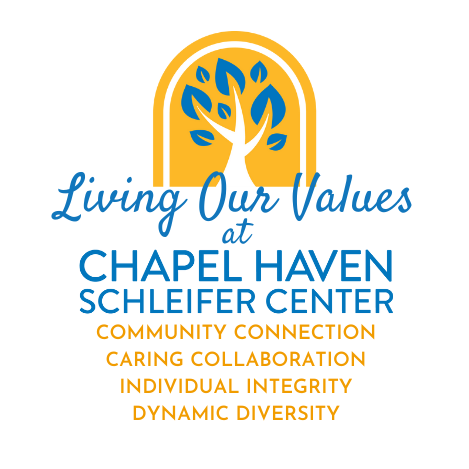 Living Our Values
at
CHAPEL HAVEN
SCHLEIFER CENTER
COMMUNITY CONNECTION
CARING COLLABORATION
INDIVIDUAL INTEGRITY
DYNAMIC DIVERSITY